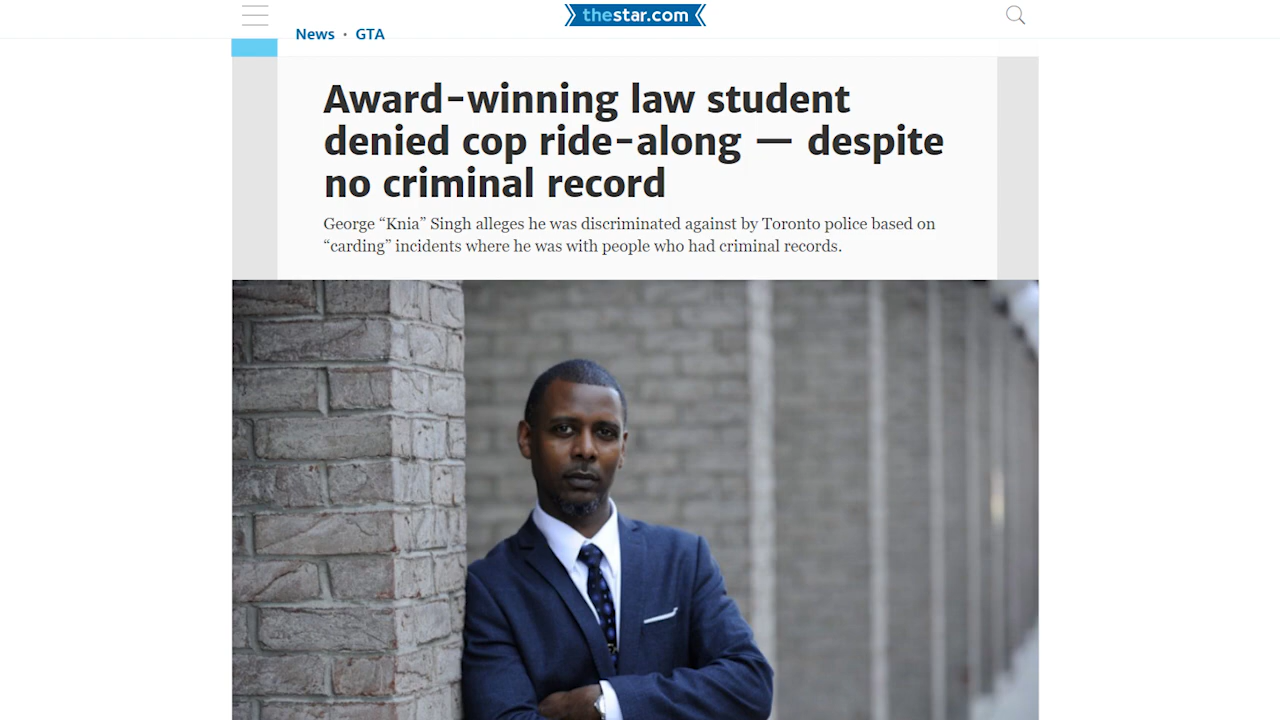 thestar.com
News · GTA
Award-winning law student
denied cop ride-along — despite
no criminal record
George “Knia” Singh alleges he was discriminated against by Toronto police based on
“carding” incidents where he was with people who had criminal records.